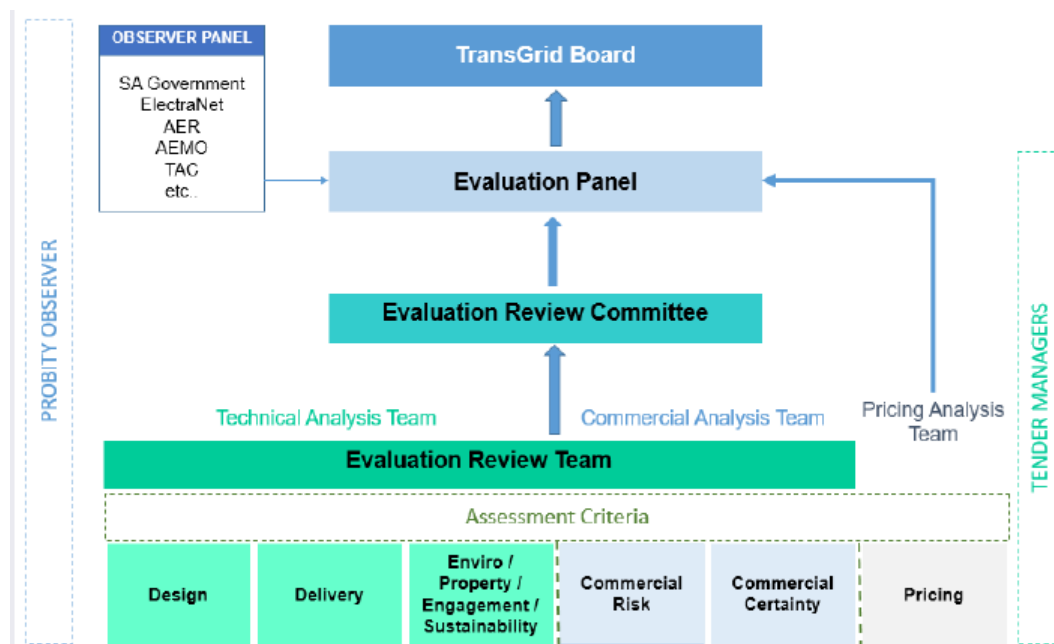 OBSERVER PANEL
SA Government
ElectraNet
AER
AEMO
TAC
etc..
TransGrid Board
Evaluation Panel
Evaluation Review Committee
PROBITY OBSERVER
TENDER MANAGERS
Technical Analysis Team
Commercial Analysis Team
Pricing Analysis
Team
Evaluation Review Team
Assessment Criteria
Design
Delivery
Enviro /
Property /
Engagement /
Sustainability
Commercial
Risk
Commercial
Certainty
Pricing